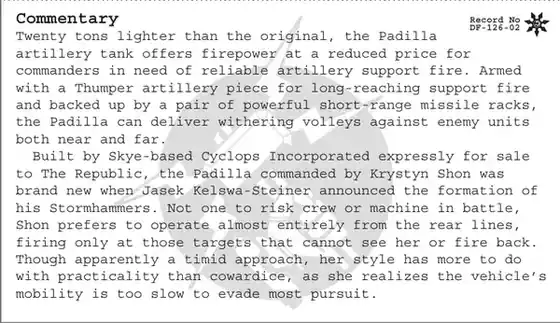 Commentary
Record No
DF-126-02
Twenty tons lighter than the original, the Padilla
artillery tank offers firepower at a reduced price for
commanders in need of reliable artillery support fire. Armed
with a Thumper artillery piece for long-reaching support fire
and backed up by a pair of powerful short-range missile racks,
the Padilla can deliver withering volleys against enemy units
both near and far.
Built by Skye-based Cyclops Incorporated expressly for sale
to The Republic, the Padilla commanded by Krystyn Shon was
brand new when Jasek Kelswa-Steiner announced the formation of
his Stormhammers. Not one to risk crew or machine in battle,
Shon prefers to operate almost entirely from the rear lines,
firing only at those targets that cannot see her or fire back.
Though apparently a timid approach, her style has more to do
with practicality than cowardice, as she realizes the vehicle's
mobility is too slow to evade most pursuit.